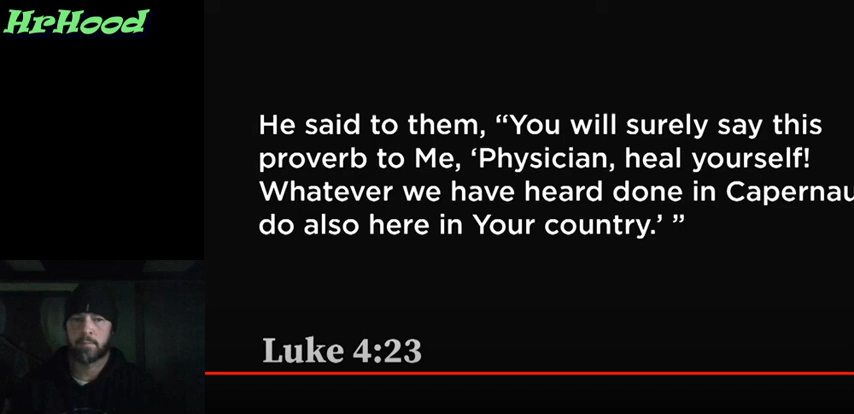 HrHood
He said to them, “You will surely say this
proverb to Me, ‘Physician, heal yourself!
Whatever we have heard done in Capernau
do also here in Your country.’ ”
Luke 4:23